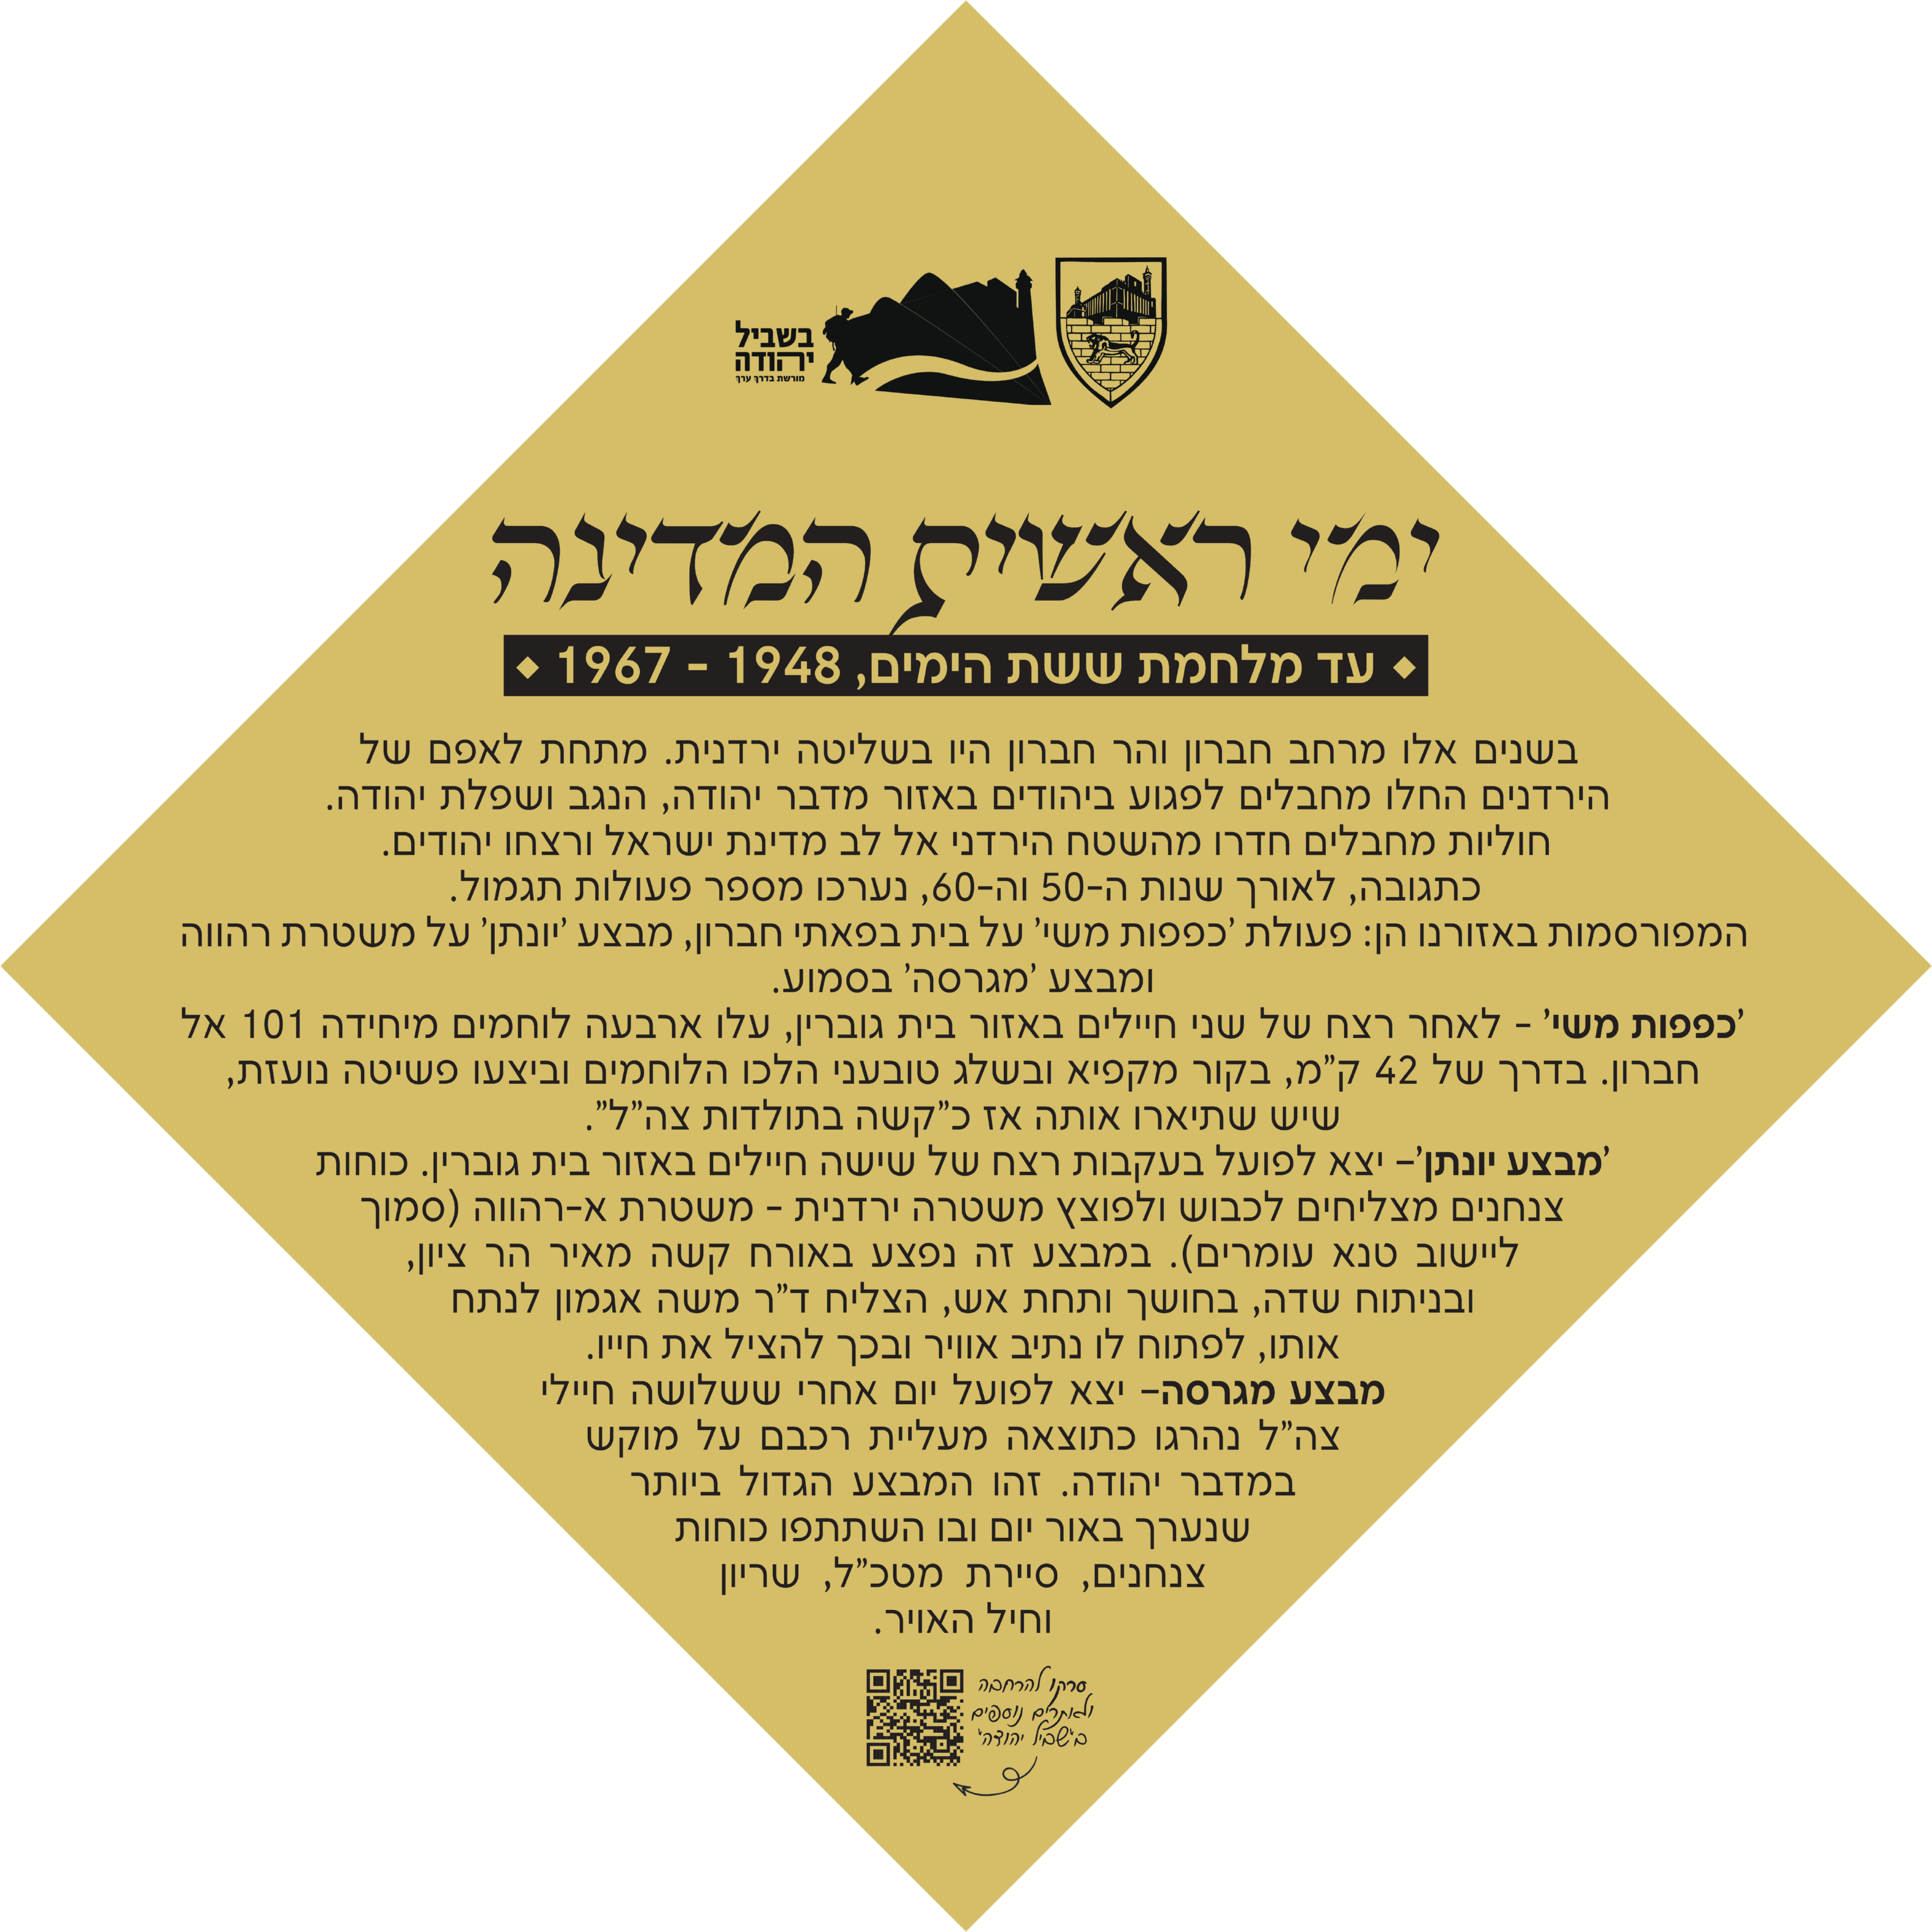 בשביל
יהודה
מורשת בדרך ערך
ימי ראשית המדינה
עד מלחמת ששת הימים, 1948 - 1967
בשנים אלו מרחב חברון והר חברון היו בשליטה ירדנית. מתחת לאפם של
הירדנים החלו מחבלים לפגוע ביהודים באזור מדבר יהודה, הנגב ושפלת יהודה.
חוליות מחבלים חדרו מהשטח הירדני אל לב מדינת ישראל ורצחו יהודים.
כתגובה, לאורך שנות ה-50 וה-60, נערכו מספר פעולות תגמול.
המפורסמות באזורנו הן: פעולת 'כפפות משי' על בית בפאתי חברון, מבצע 'יונתן' על משטרת רהווה
ומבצע 'מגרסה' בסמוע.
'כפפות משי' - לאחר רצח של שני חיילים באזור בית גוברין, עלו ארבעה לוחמים מיחידה 101 אל
חברון. בדרך של 42 ק"מ, בקור מקפיא ובשלג טובעני הלכו הלוחמים וביצעו פשיטה נועזת,
שיש שתיארו אותה אז כ"קשה בתולדות צה"ל".
'מבצע יונתן'- יצא לפועל בעקבות רצח של שישה חיילים באזור בית גוברין. כוחות
צנחנים מצליחים לכבוש ולפוצץ משטרה ירדנית - משטרת א-רהווה (סמוך
ליישוב טנא עומרים). במבצע זה נפצע באורח קשה מאיר הר ציון,
ובניתוח שדה, בחושך ותחת אש, הצליח ד"ר משה אגמון לנתח
אותו, לפתוח לו נתיב אוויר ובכך להציל את חייו.
מבצע מגרסה- יצא לפועל יום אחרי ששלושה חיילי
צה"ל נהרגו כתוצאה מעליית רכבם על מוקש
במדבר יהודה. זהו המבצע הגדול ביותר
שנערך באור יום ובו השתתפו כוחות
צנחנים, סיירת מטכ"ל, שריון
וחיל האויר.
סרקו להרחבה
ולאתרים נוספים
ב'שביל יהודה'